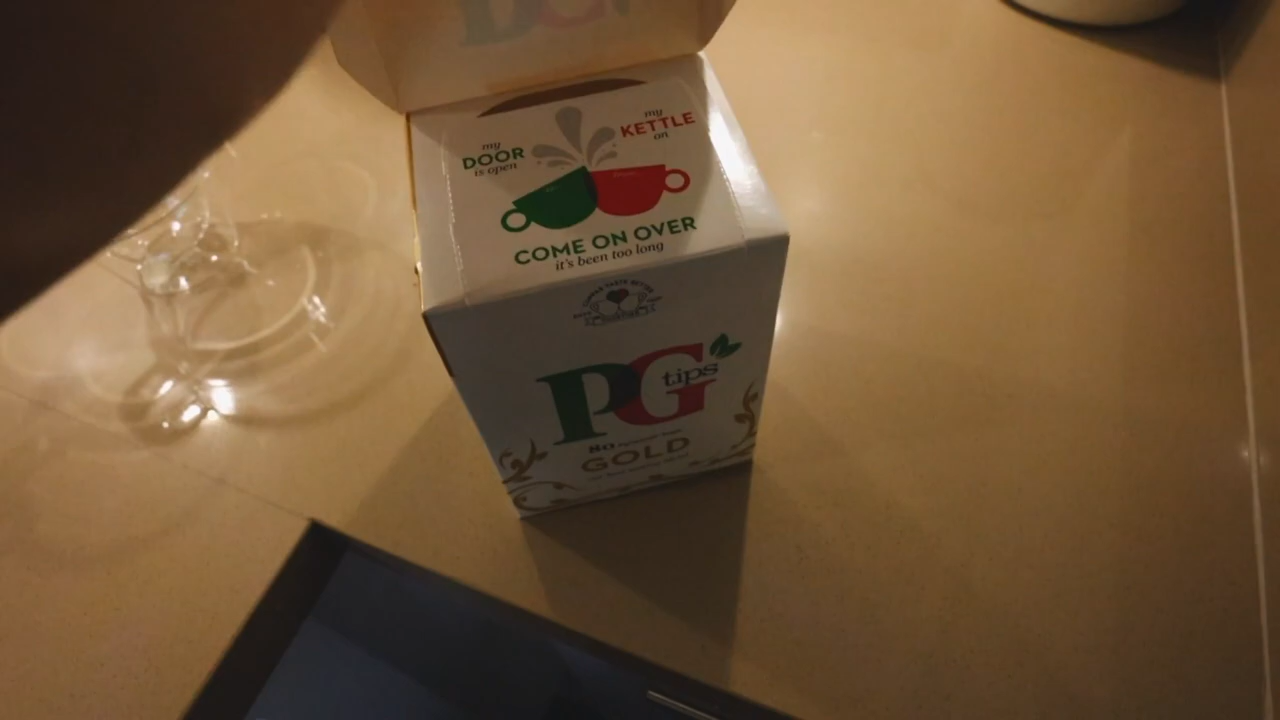 my
DOOR
is open
my
KETTLE
on
COME ON OVER
it's been too long
PG
tips
80
GOLD